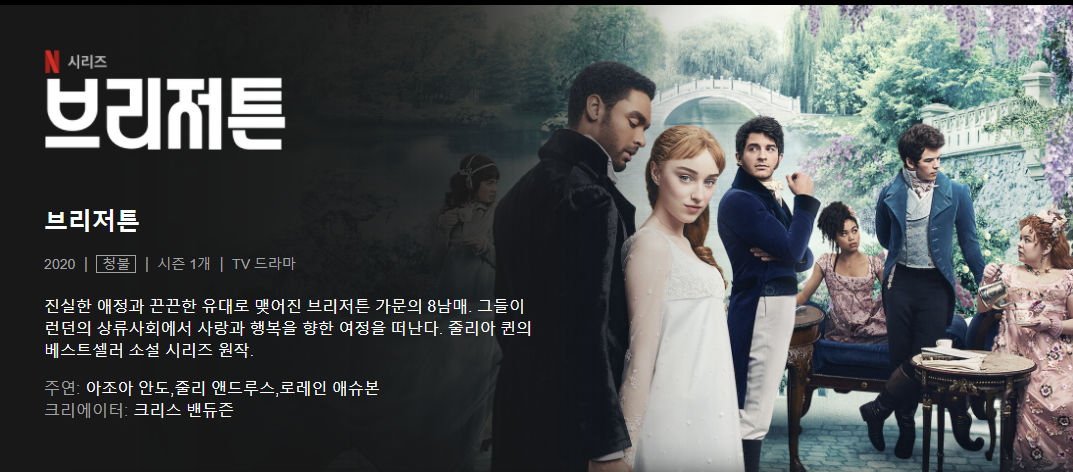 N 시리즈
브리저튼
브리저튼
2020 | 청불 | 시즌 1개 | TV 드라마
진실한 애정과 끈끈한 유대로 맺어진 브리저튼 가문의 8남매. 그들이
런던의 상류사회에서 사랑과 행복을 향한 여정을 떠난다. 줄리아 퀸의
베스트셀러 소설 시리즈 원작.
주연: 아조아 안도,줄리 앤드루스,로레인 애슈본
크리에이터: 크리스 밴듀즌